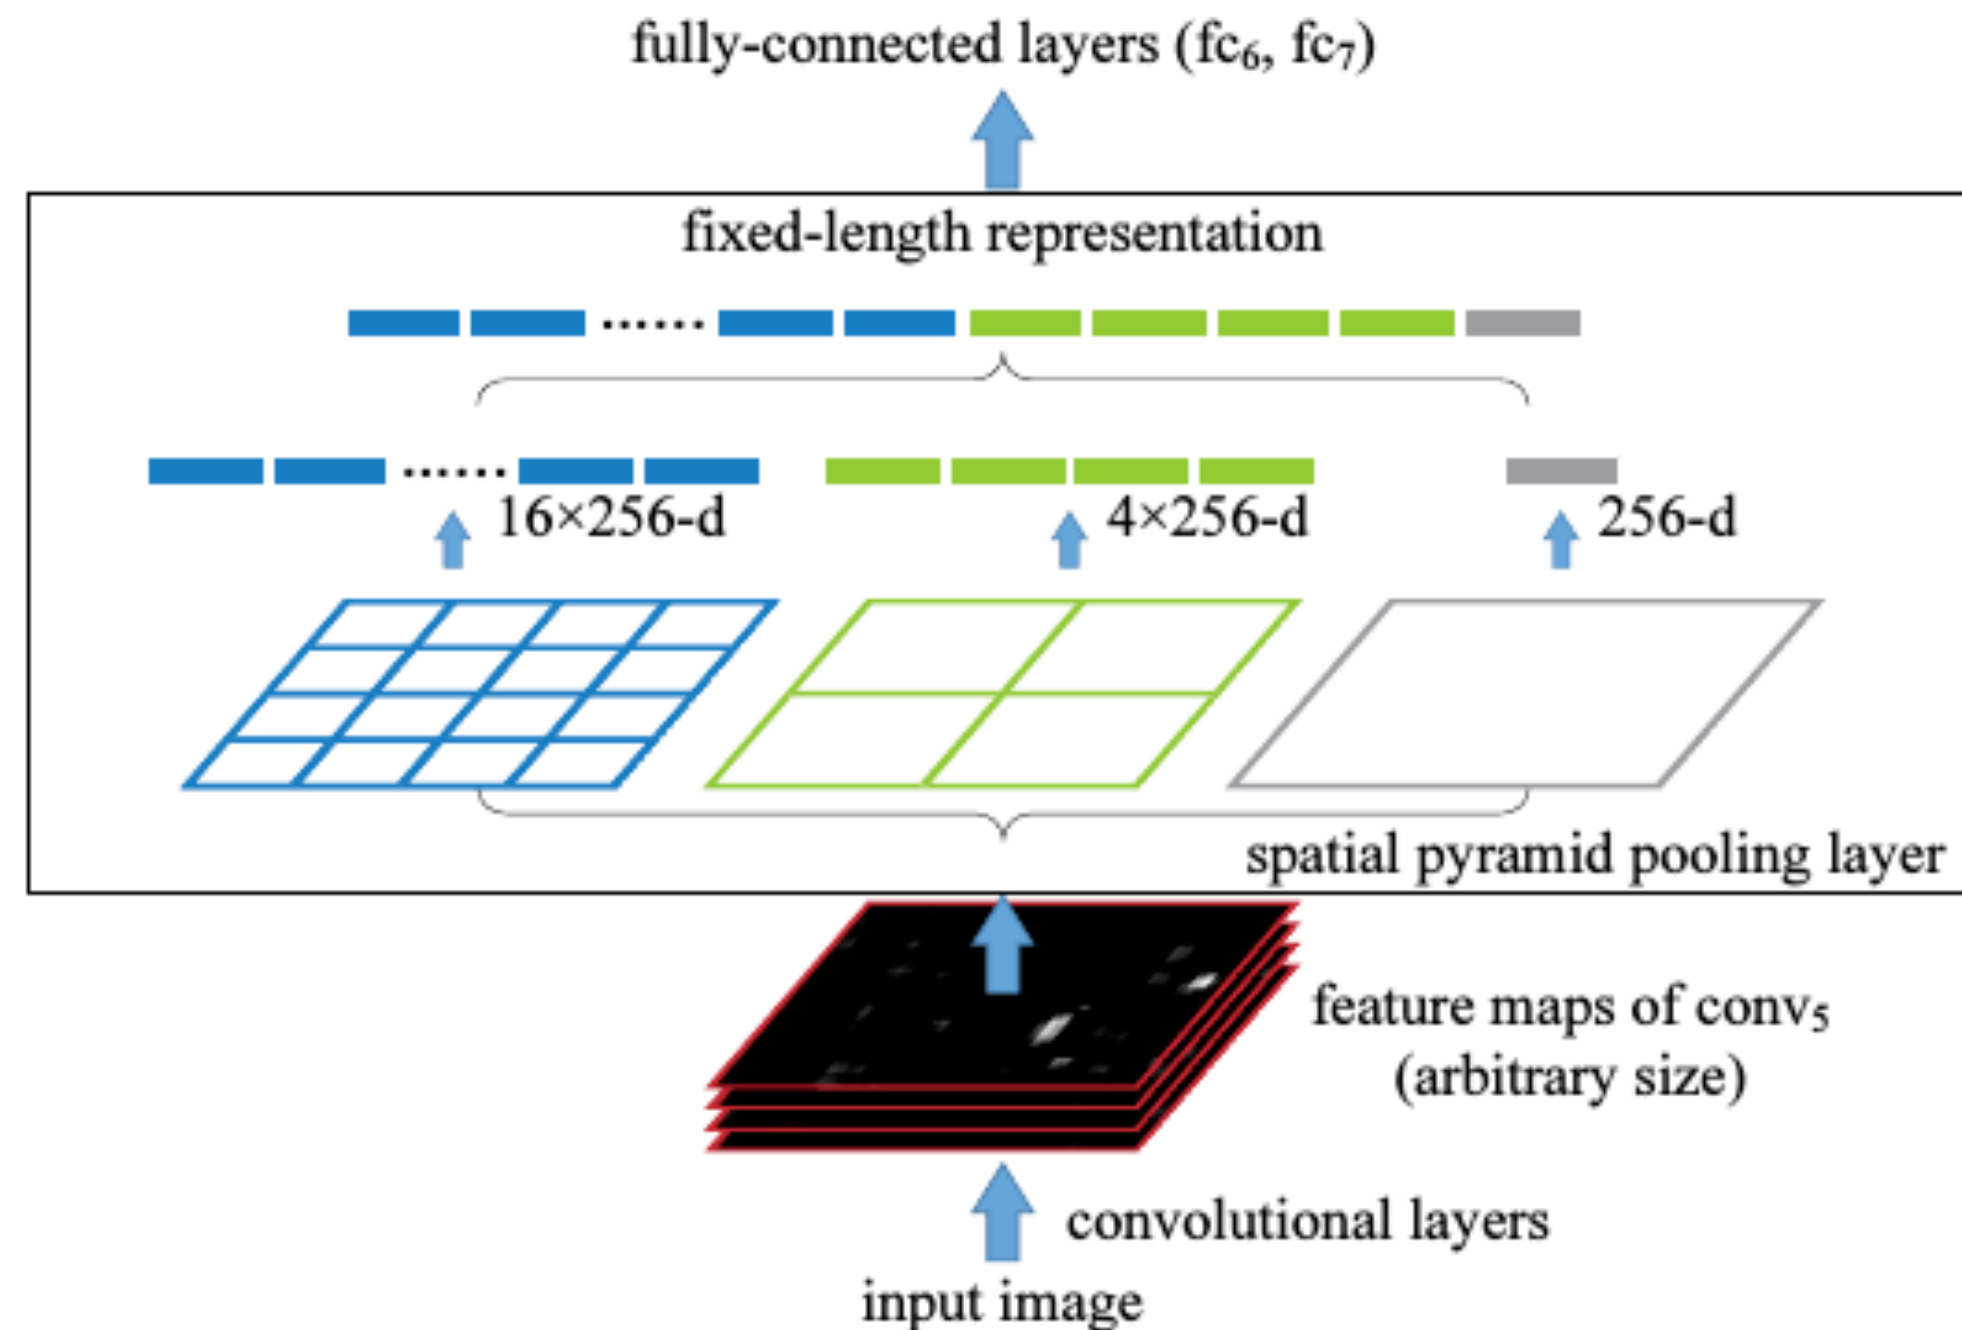 fully-connected layers (fc₆, fc₇)
fixed-length representation
......
......
16×256-d
4×256-d
256-d
spatial pyramid pooling layer
feature maps of conv₅
(arbitrary size)
convolutional layers
input image